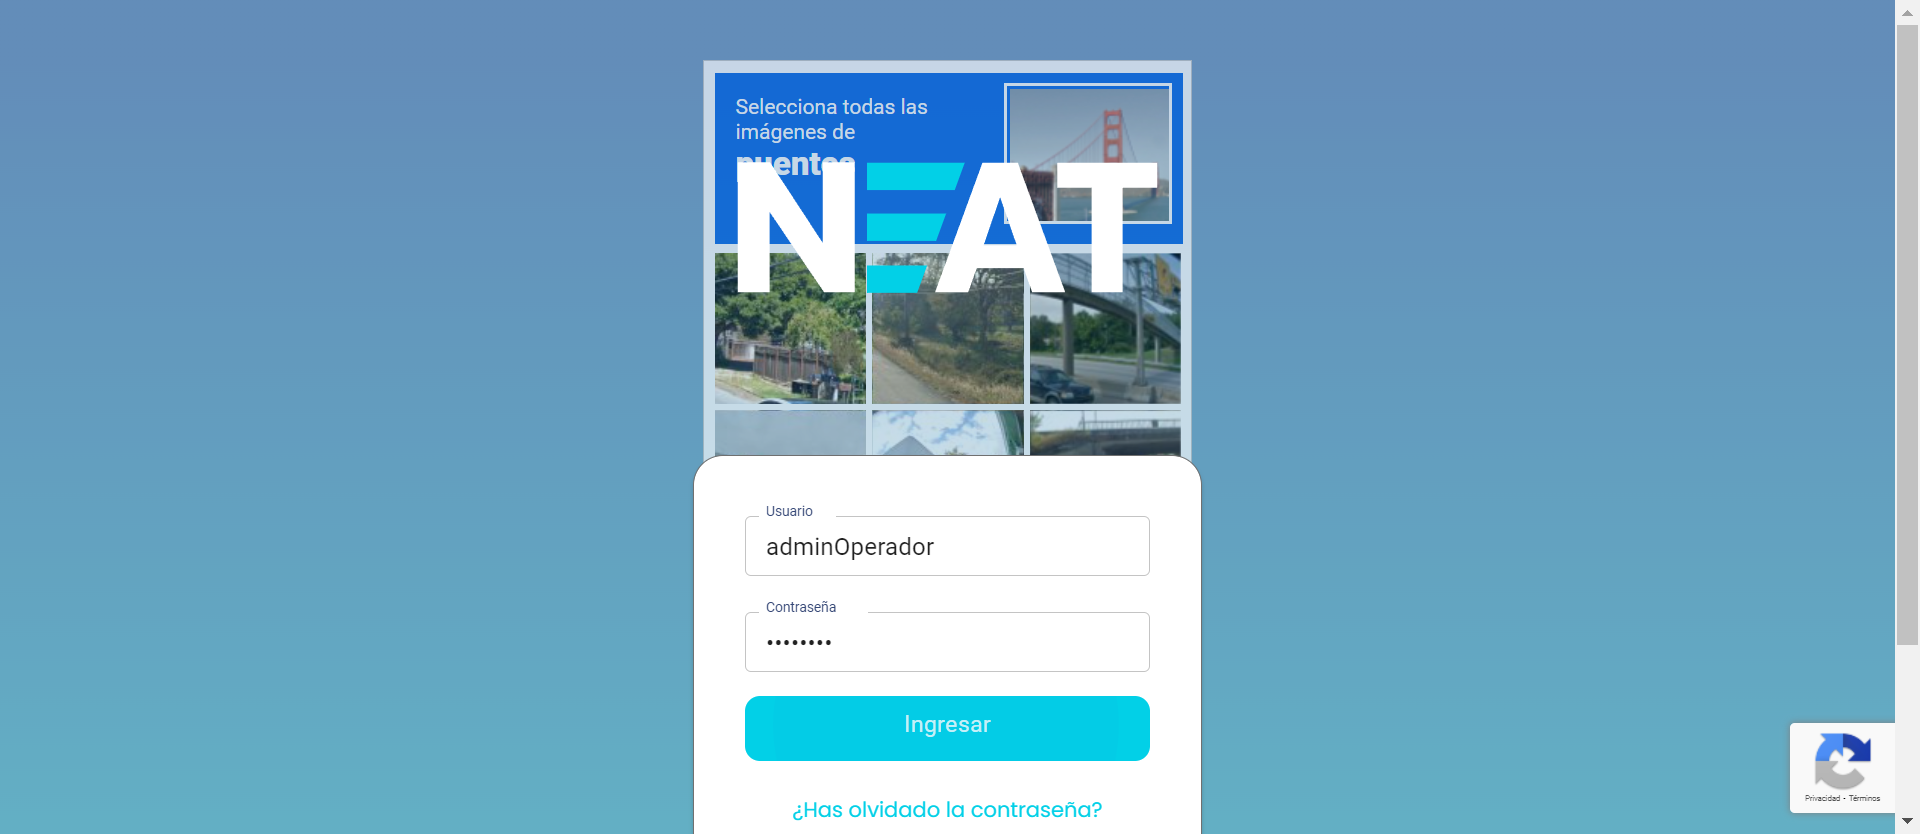 Selecciona todas las
imágenes de
puentes
NEAT
Usuario
adminOperador
Contraseña
••••••••
Ingresar
¿Has olvidado la contraseña?
Privacidad - Términos